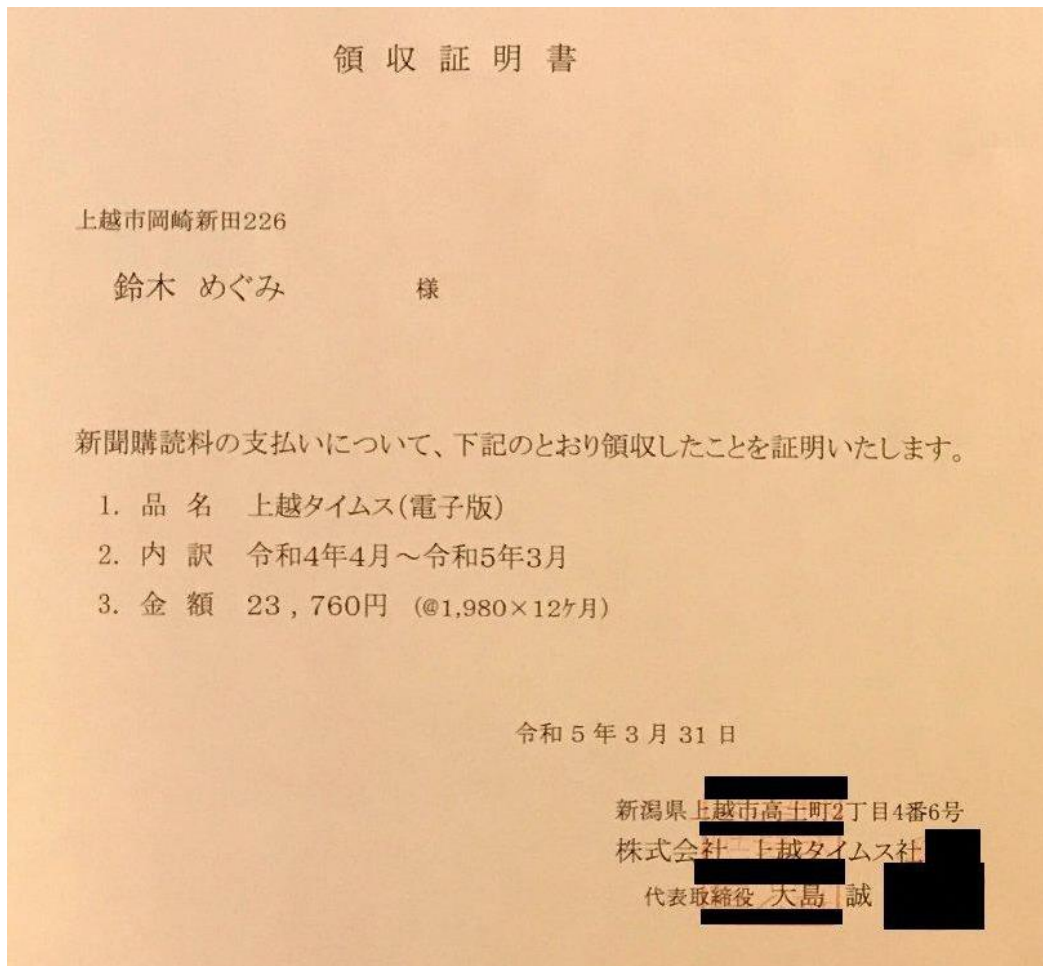 領収証明書
上越市岡崎新田226
鈴木 めぐみ 様
新聞購読料の支払いについて、下記のとおり領収したことを証明いたします。
1. 品 名 上越タイムス(電子版)
2. 内 訳 令和4年4月～令和5年3月
3. 金 額 23，760円 (@1,980×12ケ月)
令和 5 年 3 月 31 日
新潟県上越市高土町2丁目4番6号
株式会社 上越タイムス社
代表取締役 大島 誠